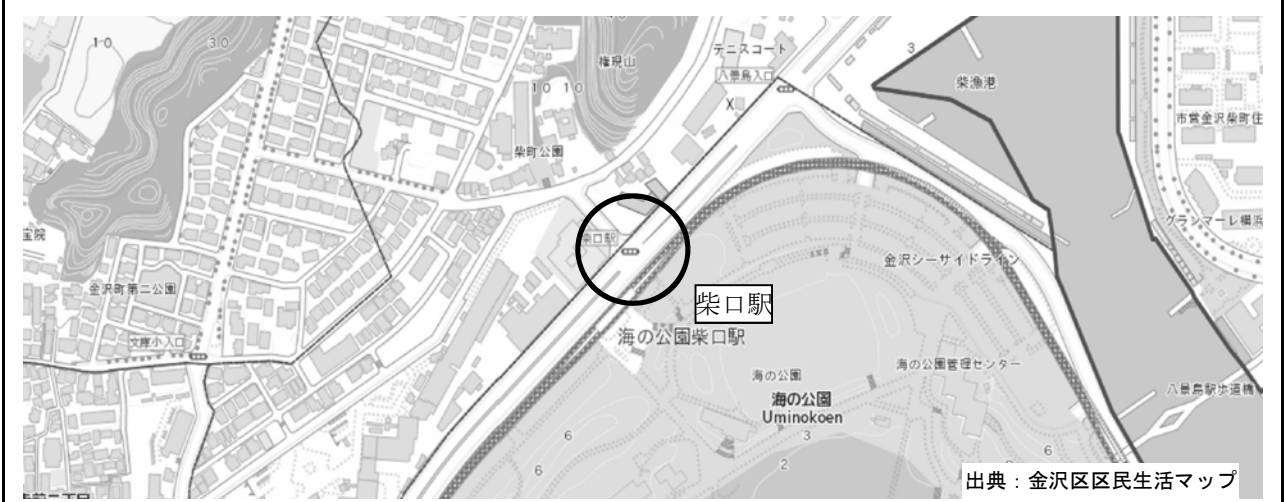 10
30
権現山
10 10
テニスコート
八景島入口
3
柴漁港
市営金沢柴町住
柴町公園
グランマーレ横浜
宝院
金沢町第二公園
柴口駅
金沢シーサイドライン
柴口駅
海の公園柴口駅
文庫小入口
海の公園
海の公園管理センター
海の公園
Uminokoen
八景島駅歩道橋
6
3
6
6
2
出典：金沢区区民生活マップ